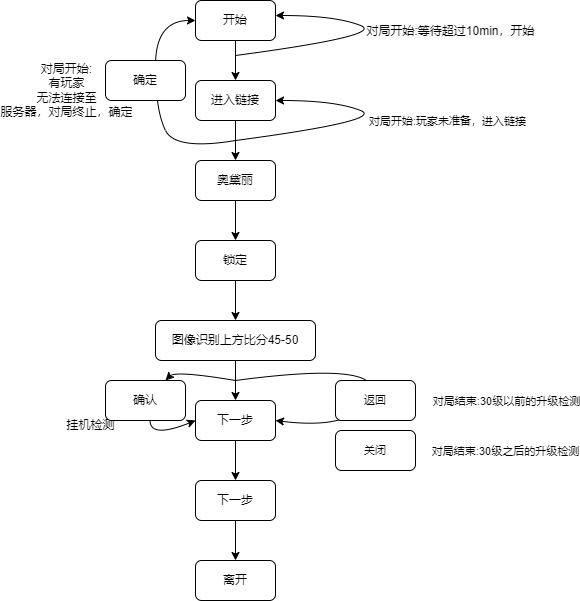 开始
对局开始:等待超过10min，开始
对局开始:
有玩家
无法连接至
服务器，对局终止，确定
确定
进入链接
对局开始:玩家未准备，进入链接
奥黛丽
锁定
图像识别上方比分45-50
确认
返回
对局结束:30级以前的升级检测
挂机检测
下一步
关闭
对局结束:30级之后的升级检测
下一步
离开